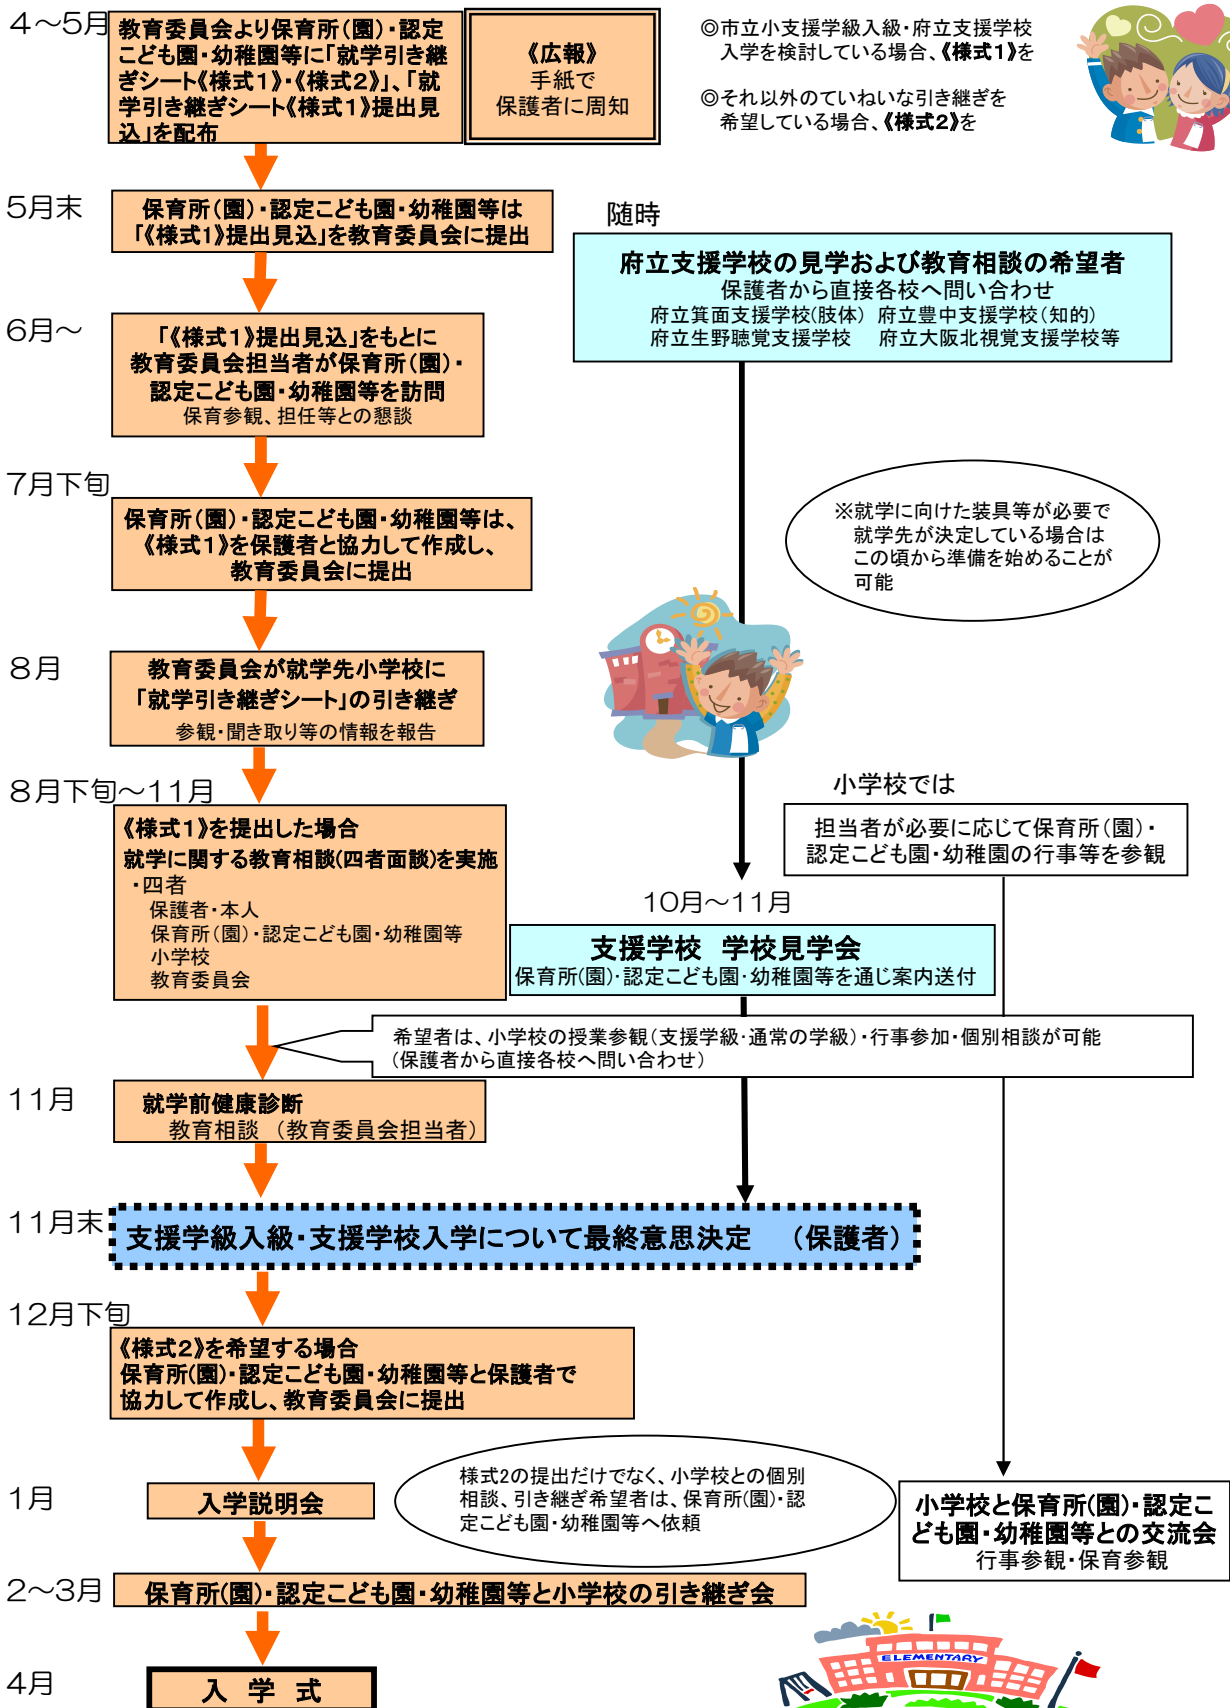 4～5月
教育委員会より保育所(園)・認定
こども園・幼稚園等に「就学引き継
ぎシート《様式1》・《様式2》」、「就
学引き継ぎシート《様式1》提出見
込」を配布
《広報》
手紙で
保護者に周知
◎市立小支援学級入級・府立支援学校
入学を検討している場合、《様式1》を
◎それ以外のていねいな引き継ぎを
希望している場合、《様式2》を
5月末
保育所(園)・認定こども園・幼稚園等は
「《様式1》提出見込」を教育委員会に提出
随時
府立支援学校の見学および教育相談の希望者
保護者から直接各校へ問い合わせ
府立箕面支援学校(肢体) 府立豊中支援学校(知的)
府立生野聴覚支援学校 府立大阪北視覚支援学校等
6月～
「《様式1》提出見込」をもとに
教育委員会担当者が保育所(園)・
認定こども園・幼稚園等を訪問
保育参観、担任等との懇談
7月下旬
保育所(園)・認定こども園・幼稚園等は、
《様式1》を保護者と協力して作成し、
教育委員会に提出
※就学に向けた装具等が必要で
就学先が決定している場合は
この頃から準備を始めることが
可能
8月
教育委員会が就学先小学校に
「就学引き継ぎシート」の引き継ぎ
参観・聞き取り等の情報を報告
8月下旬～11月
《様式1》を提出した場合
就学に関する教育相談(四者面談)を実施
・四者
保護者・本人
保育所(園)・認定こども園・幼稚園等
小学校
教育委員会
小学校では
担当者が必要に応じて保育所(園)・
認定こども園・幼稚園の行事等を参観
10月～11月
支援学校 学校見学会
保育所(園)・認定こども園・幼稚園等を通じ案内送付
希望者は、小学校の授業参観(支援学級・通常の学級)・行事参加・個別相談が可能
(保護者から直接各校へ問い合わせ)
11月
就学前健康診断
教育相談 (教育委員会担当者)
11月末
支援学級入級・支援学校入学について最終意思決定 (保護者)
12月下旬
《様式2》を希望する場合
保育所(園)・認定こども園・幼稚園等と保護者で
協力して作成し、教育委員会に提出
1月
入学説明会
様式2の提出だけでなく、小学校との個別
相談、引き継ぎ希望者は、保育所(園)・認
定こども園・幼稚園等へ依頼
小学校と保育所(園)・認定こ
ども園・幼稚園等との交流会
行事参観・保育参観
2～3月
保育所(園)・認定こども園・幼稚園等と小学校の引き継ぎ会
4月
入 学 式
ELEMENTARY